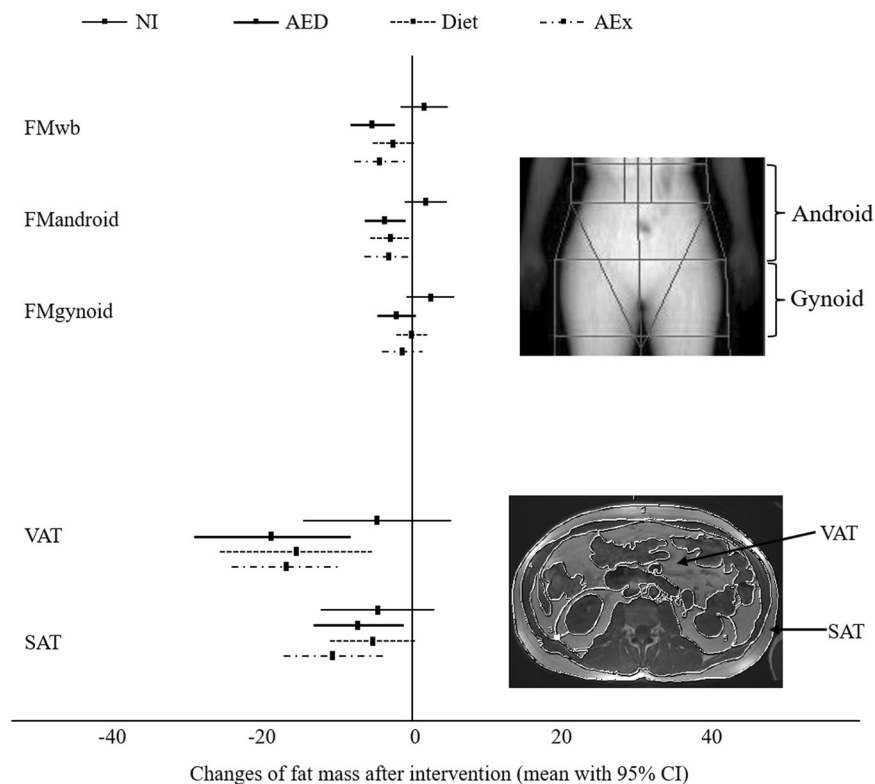 NI AED Diet AEx
FMwb
FMandroid
FMgynoid
Android
Gynoid
VAT
SAT
VAT
SAT
-40 -20 0 20 40
Changes of fat mass after intervention (mean with 95% CI)